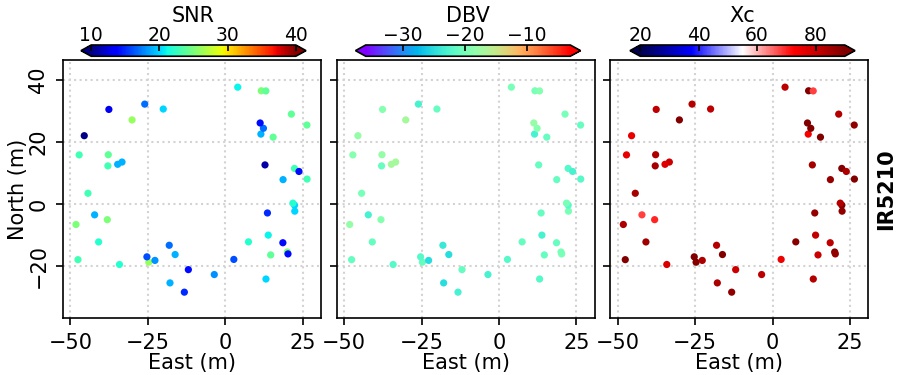 SNR DBV Xc
10 20 30 40 −30 −20 −10 20 40 60 80
40
20
0
−20
North (m)
IR5210
−50 −25 0 25 −50 −25 0 25 −50 −25 0 25
East (m) East (m) East (m)